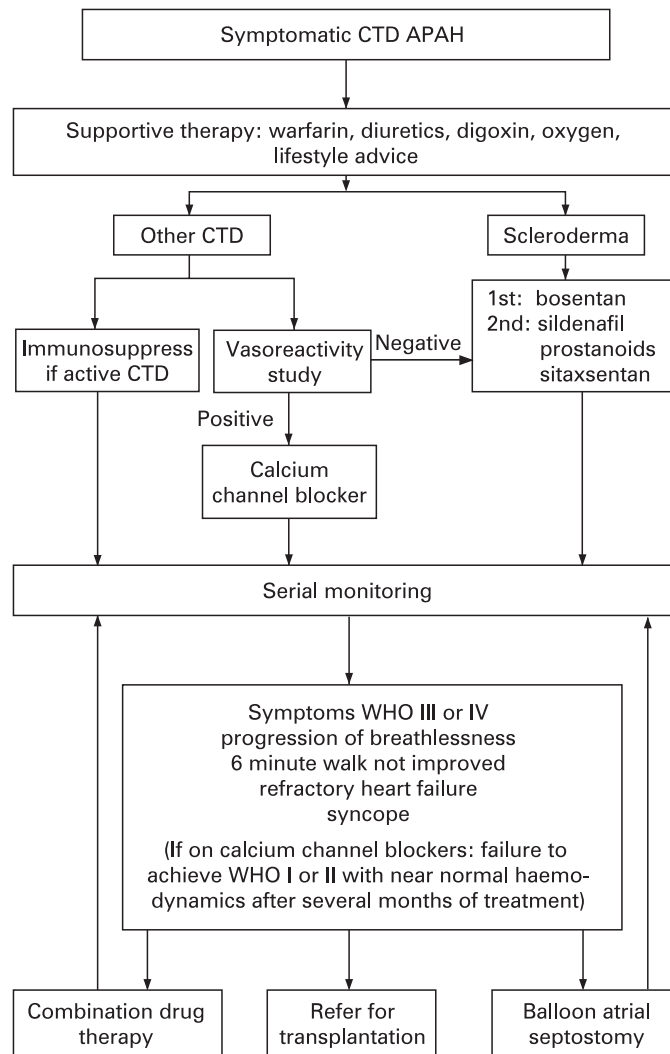 Symptomatic CTD APAH
Supportive therapy: warfarin, diuretics, digoxin, oxygen,
lifestyle advice
Other CTD
Scleroderma
Immunosuppress
if active CTD
Vasoreactivity
study
Negative
1st: bosentan
2nd: sildenafil
prostanoids
sitaxsentan
Positive
Calcium
channel blocker
Serial monitoring
Symptoms WHO III or IV
progression of breathlessness
6 minute walk not improved
refractory heart failure
syncope
(If on calcium channel blockers: failure to
achieve WHO I or II with near normal haemo-
dynamics after several months of treatment)
Combination drug
therapy
Refer for
transplantation
Balloon atrial
septostomy